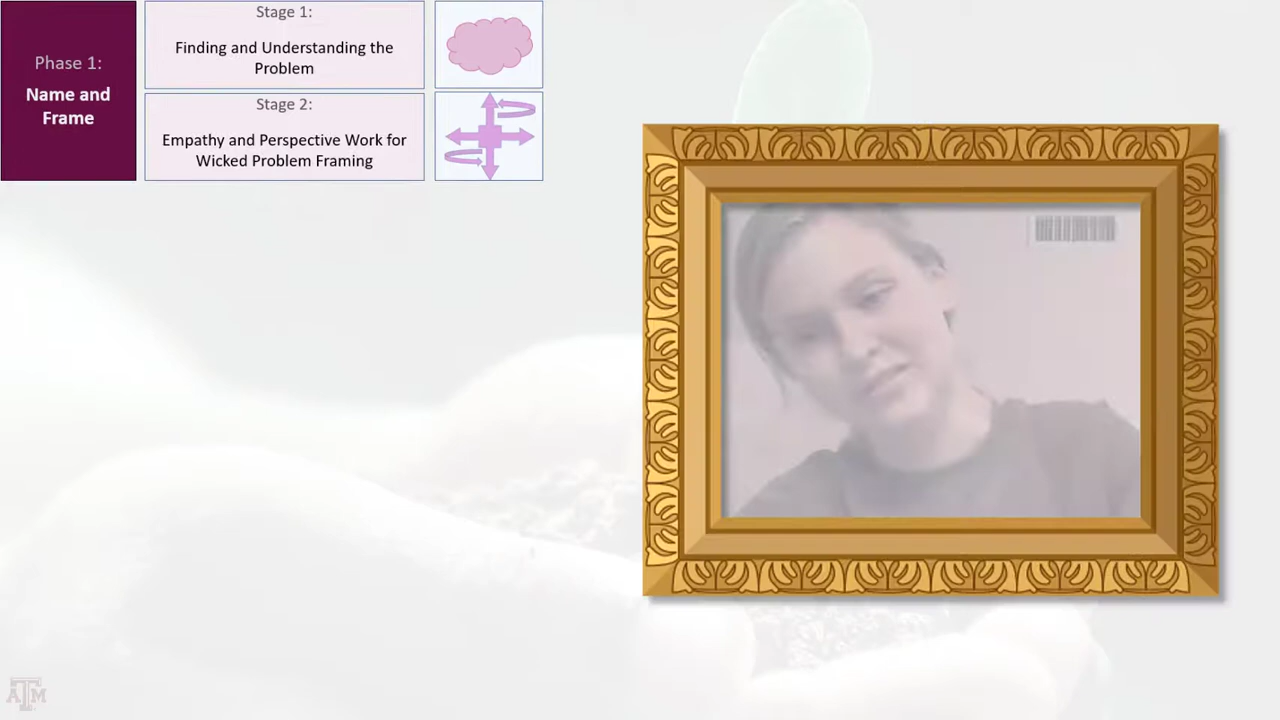 Phase 1:
Name and
Frame
Stage 1:
Finding and Understanding the
Problem
Stage 2:
Empathy and Perspective Work for
Wicked Problem Framing
ATM